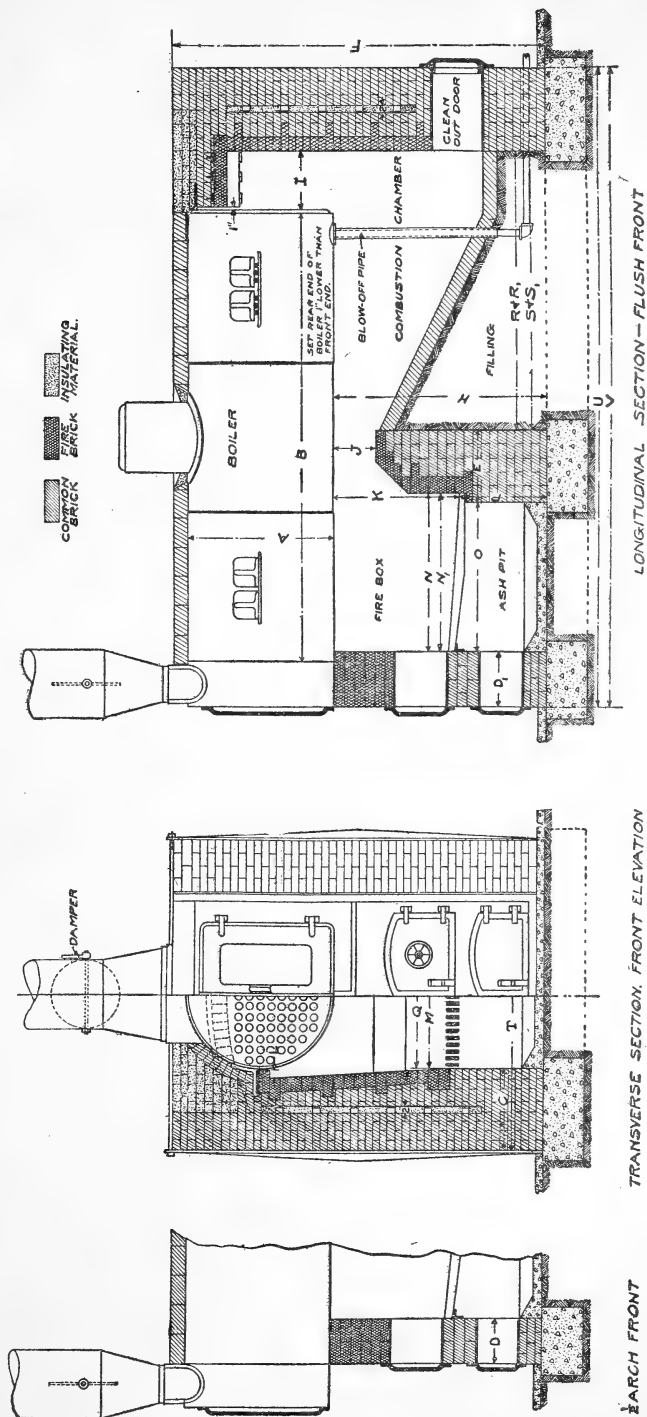 COMMON
BRICK
FIRE
BRICK
INSULATING
MATERIAL.
F
CLEAN
OUT DOOR
I
1"
SET REAR END OF
BOILER 1" LOWER THAN
FRONT END.
BLOW-OFF PIPE
COMBUSTION CHAMBER
FILLING
R & R,
S & S,
BOILER
B
A
J
H
K
E
FIRE BOX
N
N,
O
ASH PIT
D,
U
V
LONGITUDINAL SECTION - FLUSH FRONT
DAMPER
Q
M
T
C
2"
TRANSVERSE SECTION. FRONT ELEVATION
D
ARCH FRONT